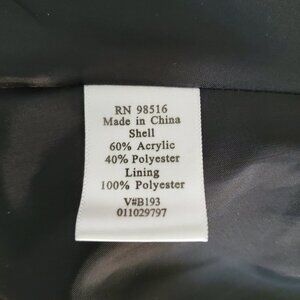 RN 98516
Made in China
Shell
60% Acrylic
40% Polyester
Lining
100% Polyester
V#B193
011029797